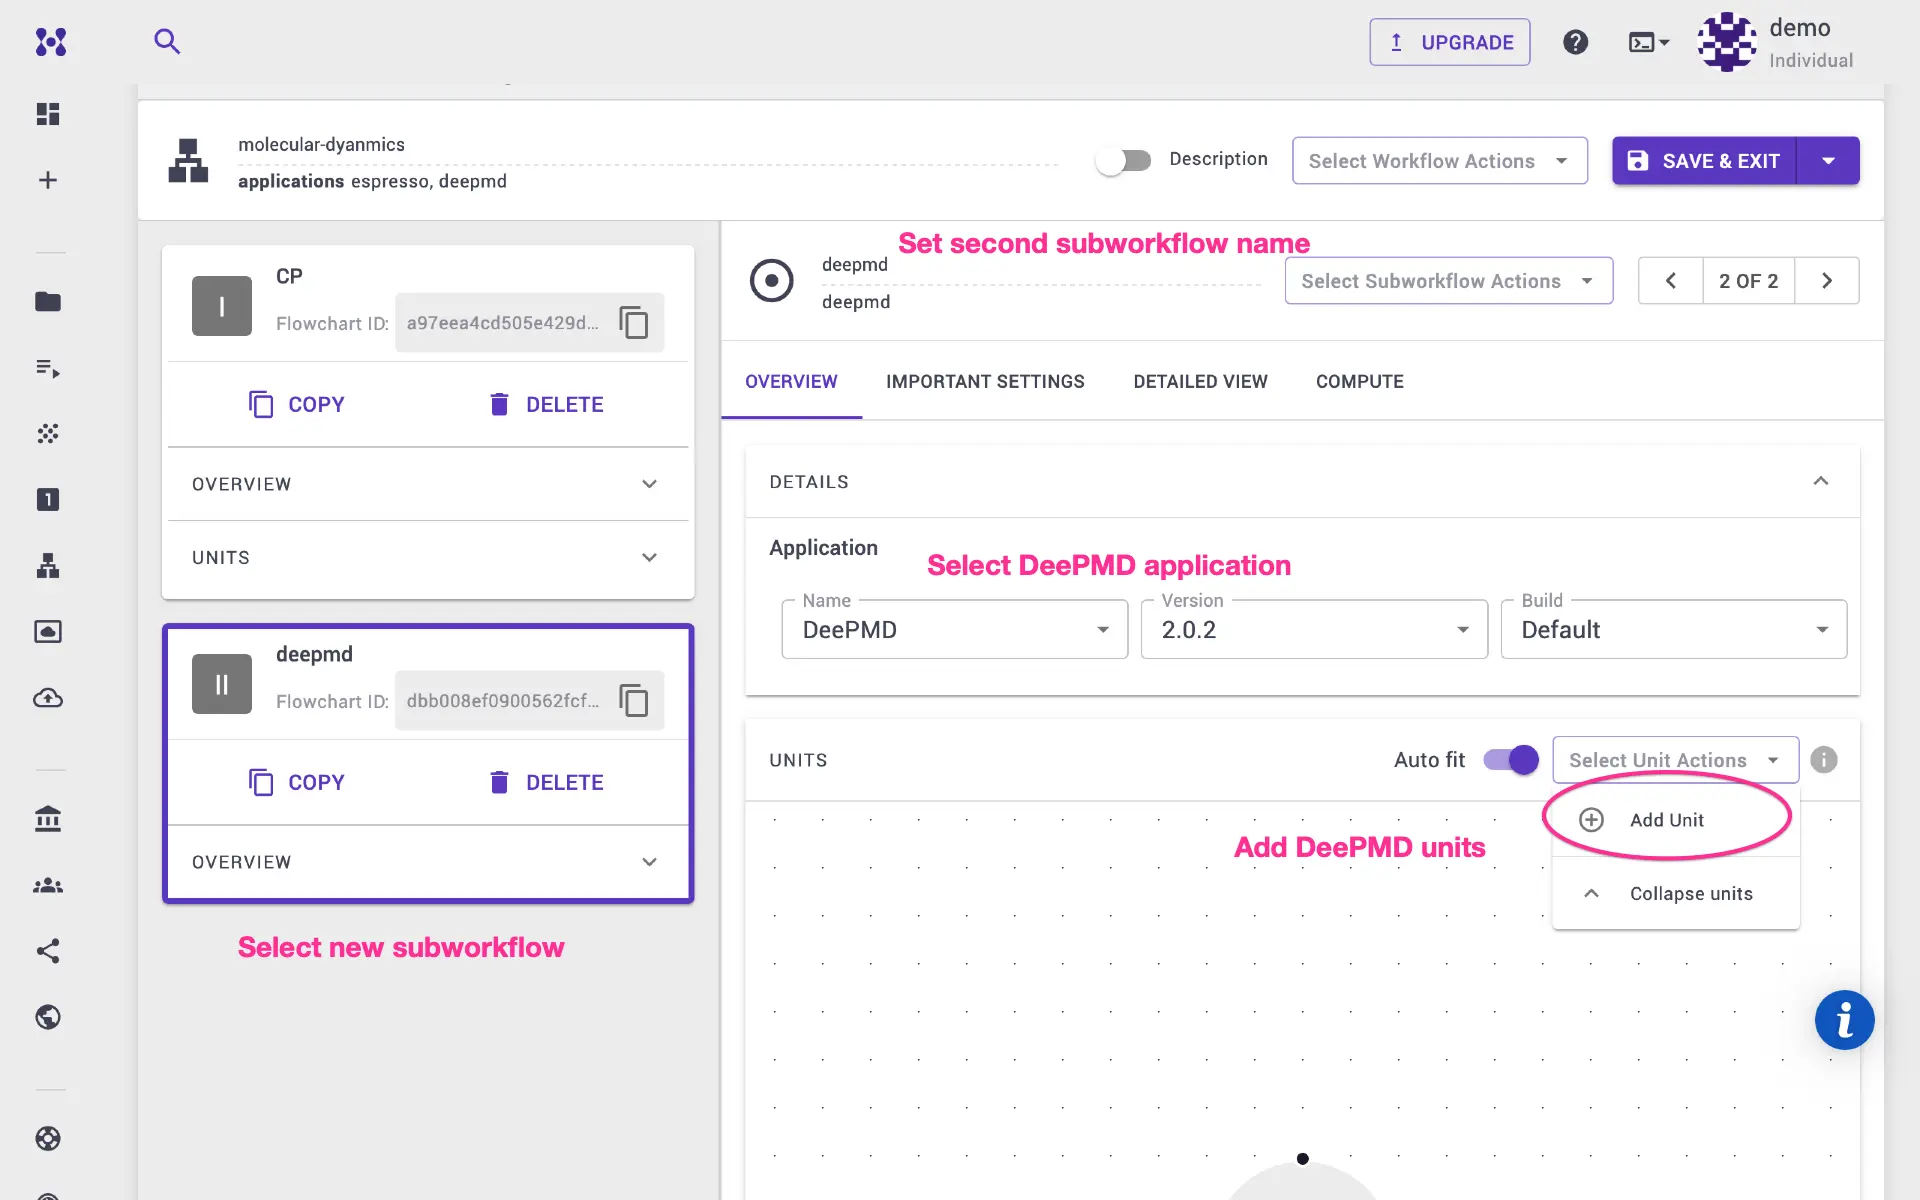 UPGRADE
demo
Individual
molecular-dyanmics
applications espresso, deepmd
Description
Select Workflow Actions
SAVE & EXIT
CP
I
Flowchart ID:
a97eea4cd505e429d...
COPY
DELETE
OVERVIEW
UNITS
deepmd
II
Flowchart ID:
dbb008ef0900562fcf...
COPY
DELETE
OVERVIEW
Select new subworkflow
Set second subworkflow name
deepmd
deepmd
Select Subworkflow Actions
2 OF 2
OVERVIEW
IMPORTANT SETTINGS
DETAILED VIEW
COMPUTE
DETAILS
Application
Select DeePMD application
Name
DeePMD
Version
2.0.2
Build
Default
UNITS
Auto fit
Select Unit Actions
Add Unit
Add DeePMD units
Collapse units